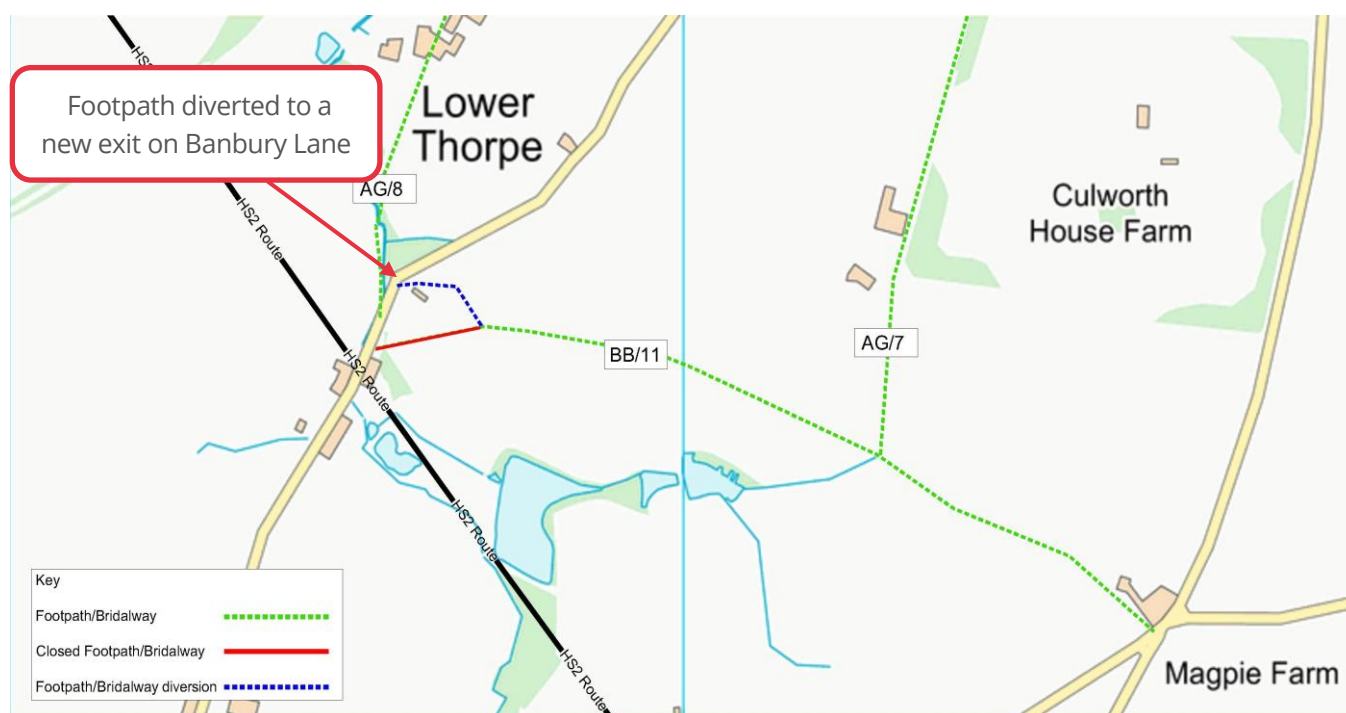 HS2
Footpath diverted to a
new exit on Banbury Lane
Lower
Thorpe
AG/8
HS2 Route
Culworth
House Farm
HS2 Route
BB/11
AG/7
HS2 Route
HS2 Route
Magpie Farm
Key
Footpath/Bridalway
Closed Footpath/Bridalway
Footpath/Bridalway diversion